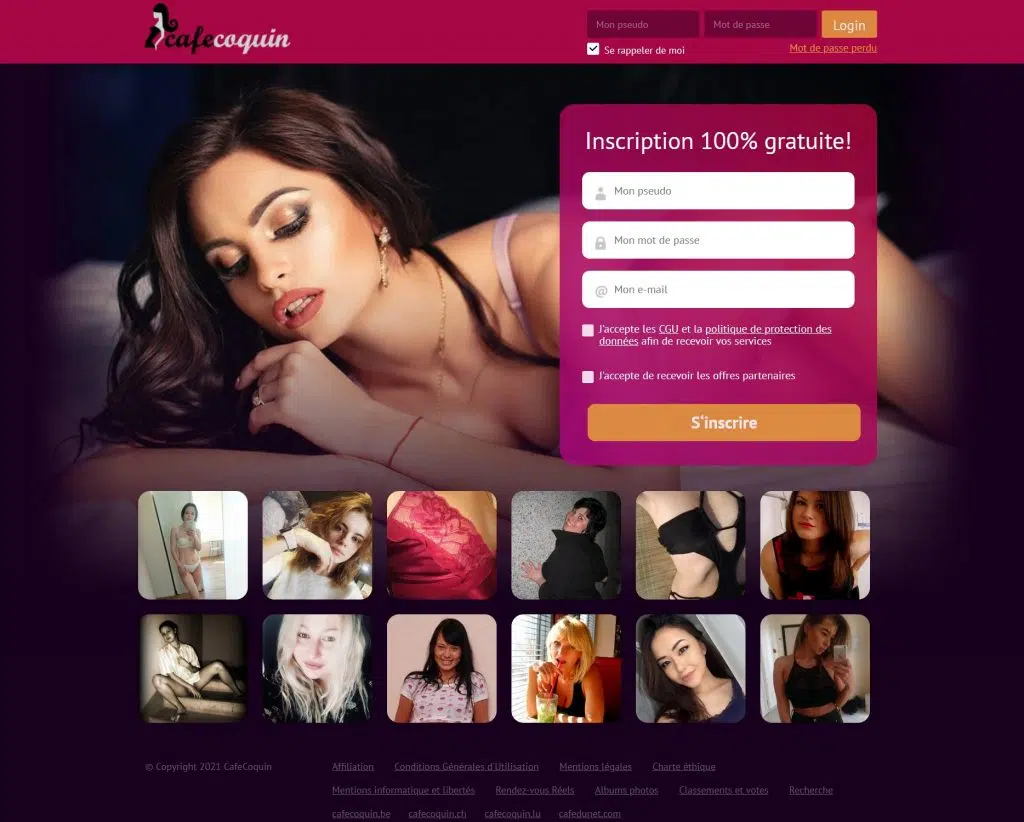 cafecoquin
Mon pseudo
Mot de passe
Login
Se rappeler de moi
Mot de passe perdu
Inscription 100% gratuite!
Mon pseudo
Mon mot de passe
@ Mon e-mail
J'accepte les CGU et la politique de protection des
données afin de recevoir vos services
J'accepte de recevoir les offres partenaires
S'inscrire
© Copyright 2021 CafeCoquin
Affiliation
Conditions Générales d'Utilisation
Mentions légales
Charte éthique
Mentions informatique et libertés
Rendez-vous Réels
Albums photos
Classements et votes
Recherche
cafecoquin.be
cafecoquin.ch
cafecoquin.lu
cafedunet.com